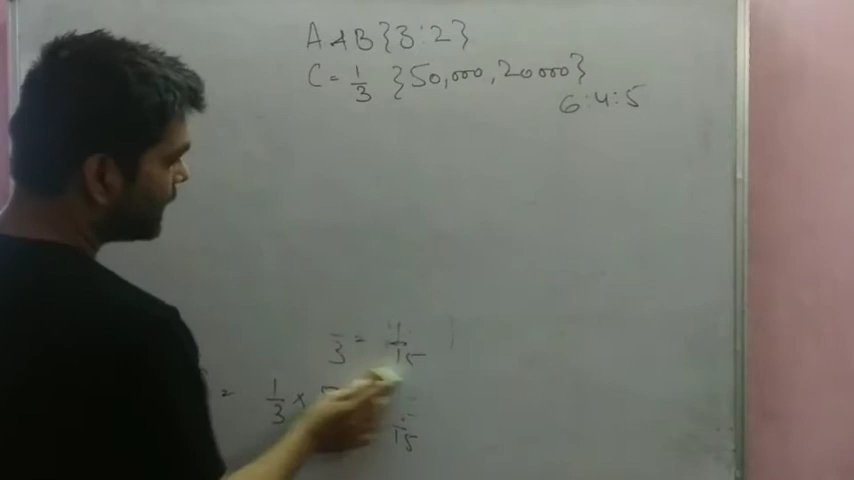 A & B {3:2}
C = 1/3 {50,000, 20000}
6:4:5
3 = 4/15
= 1/3 ×
15